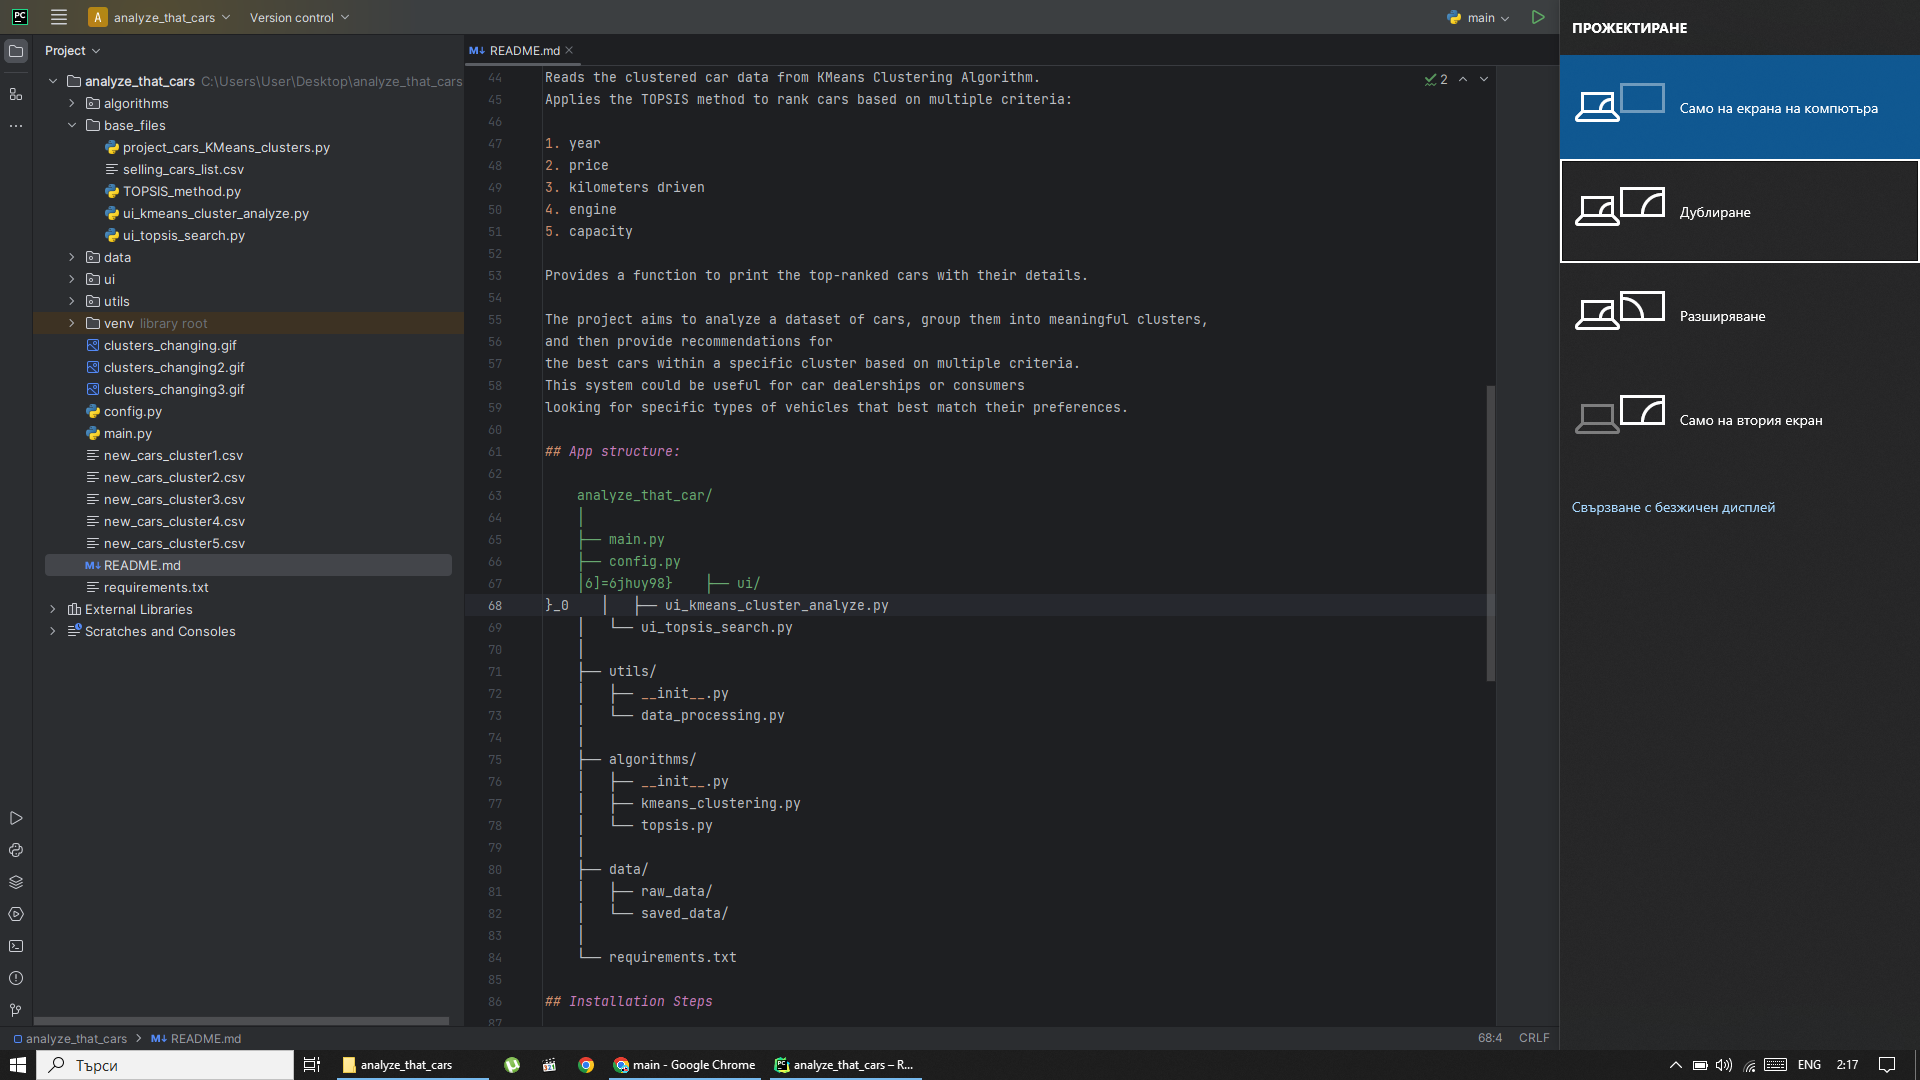 PC
A analyze_that_cars
Version control
main
Project
analyze_that_cars C:\Users\User\Desktop\analyze_that_cars
algorithms
base_files
project_cars_KMeans_clusters.py
selling_cars_list.csv
TOPSIS_method.py
ui_kmeans_cluster_analyze.py
ui_topsis_search.py
data
ui
utils
venv library root
clusters_changing.gif
clusters_changing2.gif
clusters_changing3.gif
config.py
main.py
new_cars_cluster1.csv
new_cars_cluster2.csv
new_cars_cluster3.csv
new_cars_cluster4.csv
new_cars_cluster5.csv
M↓ README.md
requirements.txt
External Libraries
Scratches and Consoles
M↓ README.md
2
44 Reads the clustered car data from KMeans Clustering Algorithm.
45 Applies the TOPSIS method to rank cars based on multiple criteria:
46
47 1. year
48 2. price
49 3. kilometers driven
50 4. engine
51 5. capacity
52
53 Provides a function to print the top-ranked cars with their details.
54
55 The project aims to analyze a dataset of cars, group them into meaningful clusters,
56 and then provide recommendations for
57 the best cars within a specific cluster based on multiple criteria.
58 This system could be useful for car dealerships or consumers
59 looking for specific types of vehicles that best match their preferences.
60
61 ## App structure:
62
63 analyze_that_car/
64 │
65 ├── main.py
66 ├── config.py
67 │6]=6jhuy98}    ├── ui/
68 }_0    │   ├── ui_kmeans_cluster_analyze.py
69 │   └── ui_topsis_search.py
70 │
71 ├── utils/
72 │   ├── __init__.py
73 │   └── data_processing.py
74 │
75 ├── algorithms/
76 │   ├── __init__.py
77 │   ├── kmeans_clustering.py
78 │   └── topsis.py
79 │
80 ├── data/
81 │   ├── raw_data/
82 │   └── saved_data/
83 │
84 └── requirements.txt
85
86 ## Installation Steps
87
analyze_that_cars > M↓ README.md
68:4 CRLF
ПРОЖЕКТИРАНЕ
Само на екрана на компютъра
Дублиране
Разширяване
Само на втория екран
Свързване с безжичен дисплей
Търси
analyze_that_cars
main - Google Chrome
analyze_that_cars – R...
ENG
2:17